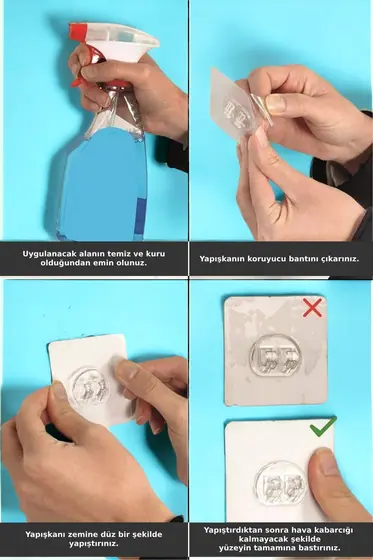 Uygulanacak alanın temiz ve kuru
olduğundan emin olunuz.
Yapışkanın koruyucu bantını çıkarınız.
Yapışkanı zemine düz bir şekilde
yapıştırınız.
Yapıştırdıktan sonra hava kabarcığı
kalmayacak şekilde
yüzeyin tamamına bastırınız.